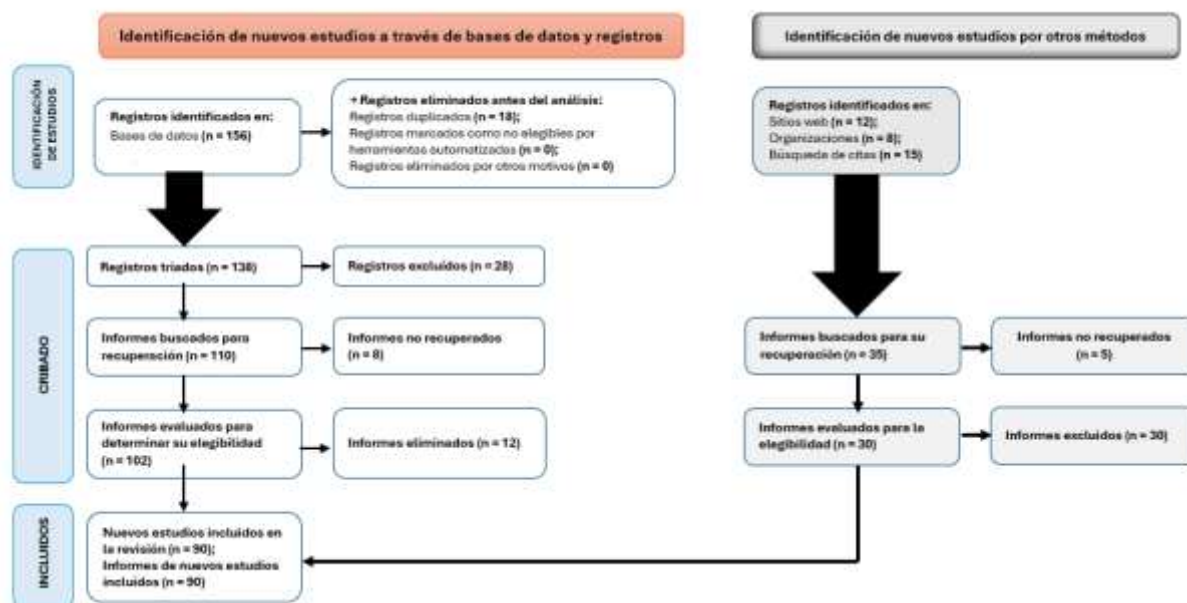 Identificación de nuevos estudios a través de bases de datos y registros
Identificación de nuevos estudios por otros métodos
IDENTIFICACIÓN
DE ESTUDIOS
Registros identificados en:
Bases de datos (n = 156)
+ Registros eliminados antes del análisis:
Registros duplicados (n = 18);
Registros marcados como no elegibles por
herramientas automatizadas (n = 0);
Registros eliminados por otros motivos (n = 0)
Registros identificados en:
Sitios web (n = 12);
Organizaciones (n = 8);
Búsqueda de citas (n = 15)
CRIBADO
Registros triados (n = 138)
Registros excluídos (n = 28)
Informes buscados para
recuperación (n = 110)
Informes no recuperados
(n = 8)
Informes buscados para su
recuperación (n = 35)
Informes no recuperados
(n = 5)
Informes evaluados para
determinar su elegibilidad
(n = 102)
Informes eliminados (n = 12)
Informes evaluados para la
elegibilidad (n = 30)
Informes excluidos (n = 30)
INCLUIDOS
Nuevos estudios incluidos en
la revisión (n = 90);
Informes de nuevos estudios
incluidos (n = 90)